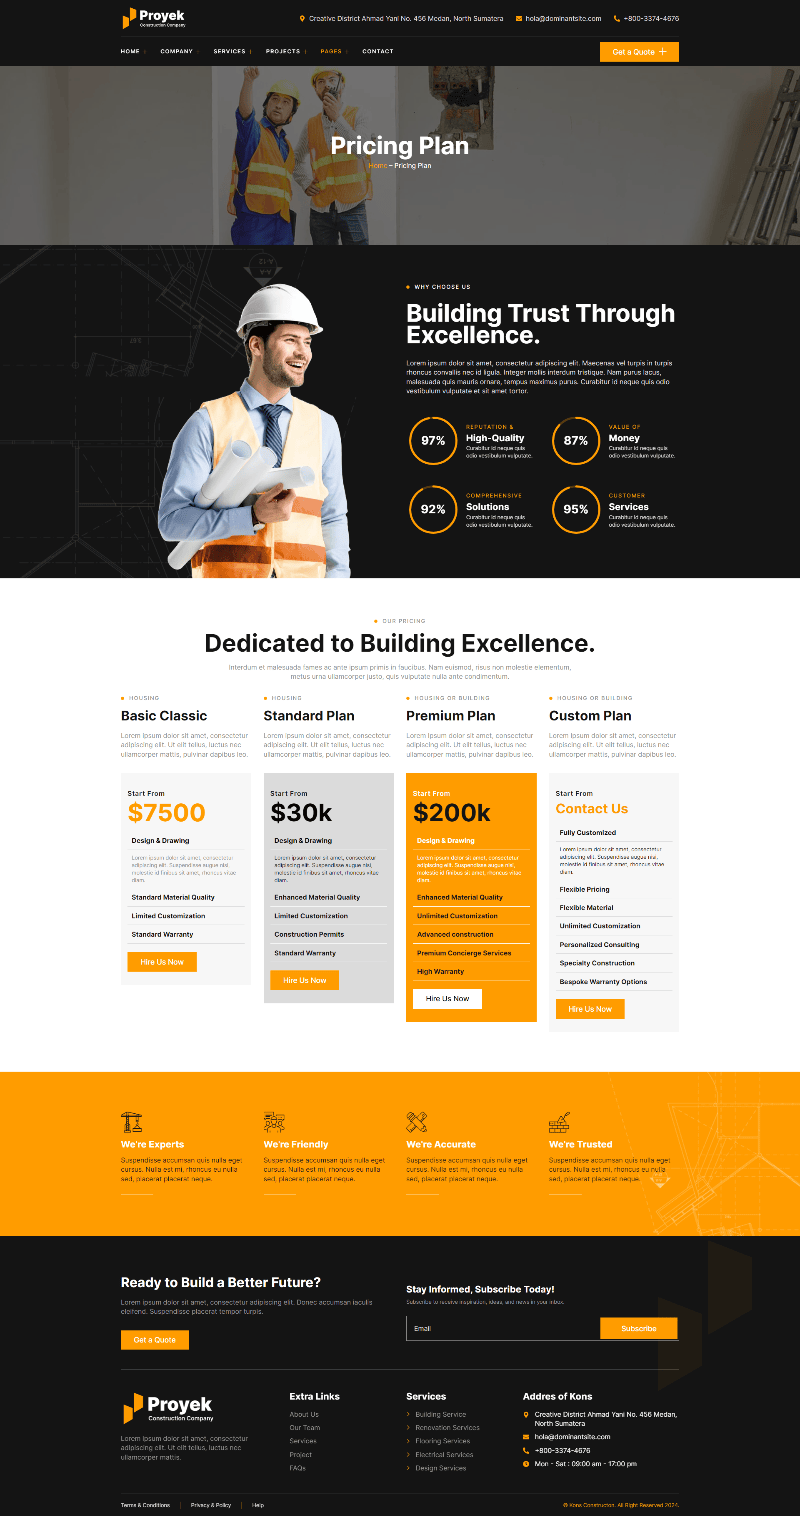 Proyek
Construction Company
Creative District Ahmad Yani No. 456 Medan, North Sumatera
hola@dominantsite.com
+800-3374-4676
HOME
COMPANY
SERVICES
PROJECTS
PAGES
CONTACT
Get a Quote
Pricing Plan
Home – Pricing Plan
WHY CHOOSE US
Building Trust Through
Excellence.
Lorem ipsum dolor sit amet, consectetur adipiscing elit. Maecenas vel turpis in turpis
rhoncus convallis nec id ligula. Integer mollis interdum tristique. Nam purus lacus,
malesuada quis mauris ornare, tempus maximus purus. Curabitur id neque quis odio
vestibulum vulputate et sit amet tortor.
97%
REPUTATION &
High-Quality
Curabitur id neque quis
odio vestibulum vulputate.
87%
VALUE OF
Money
Curabitur id neque quis
odio vestibulum vulputate.
92%
COMPREHENSIVE
Solutions
Curabitur id neque quis
odio vestibulum vulputate.
95%
CUSTOMER
Services
Curabitur id neque quis
odio vestibulum vulputate.
OUR PRICING
Dedicated to Building Excellence.
Interdum et malesuada fames ac ante ipsum primis in faucibus. Nam euismod, risus non molestie elementum,
metus urna ullamcorper justo, quis vulputate nulla ante condimentum.
HOUSING
Basic Classic
Lorem ipsum dolor sit amet, consectetur
adipiscing elit. Ut elit tellus, luctus nec
ullamcorper mattis, pulvinar dapibus leo.
Start From
$7500
Design & Drawing
Lorem ipsum dolor sit amet, consectetur
adipiscing elit. Suspendisse augue nisl,
molestie id finibus sit amet, rhoncus vitae
diam.
Standard Material Quality
Limited Customization
Standard Warranty
Hire Us Now
HOUSING
Standard Plan
Lorem ipsum dolor sit amet, consectetur
adipiscing elit. Ut elit tellus, luctus nec
ullamcorper mattis, pulvinar dapibus leo.
Start From
$30k
Design & Drawing
Lorem ipsum dolor sit amet, consectetur
adipiscing elit. Suspendisse augue nisl,
molestie id finibus sit amet, rhoncus vitae
diam.
Enhanced Material Quality
Limited Customization
Construction Permits
Standard Warranty
Hire Us Now
HOUSING OR BUILDING
Premium Plan
Lorem ipsum dolor sit amet, consectetur
adipiscing elit. Ut elit tellus, luctus nec
ullamcorper mattis, pulvinar dapibus leo.
Start From
$200k
Design & Drawing
Lorem ipsum dolor sit amet, consectetur
adipiscing elit. Suspendisse augue nisl,
molestie id finibus sit amet, rhoncus vitae
diam.
Enhanced Material Quality
Unlimited Customization
Advanced construction
Premium Concierge Services
High Warranty
Hire Us Now
HOUSING OR BUILDING
Custom Plan
Lorem ipsum dolor sit amet, consectetur
adipiscing elit. Ut elit tellus, luctus nec
ullamcorper mattis, pulvinar dapibus leo.
Start From
Contact Us
Fully Customized
Lorem ipsum dolor sit amet, consectetur
adipiscing elit. Suspendisse augue nisl,
molestie id finibus sit amet, rhoncus vitae
diam.
Flexible Pricing
Flexible Material
Unlimited Customization
Personalized Consulting
Specialty Construction
Bespoke Warranty Options
Hire Us Now
We're Experts
Suspendisse accumsan quis nulla eget
cursus. Nulla est mi, rhoncus eu nulla
sed, placerat placerat neque.
We're Friendly
Suspendisse accumsan quis nulla eget
cursus. Nulla est mi, rhoncus eu nulla
sed, placerat placerat neque.
We're Accurate
Suspendisse accumsan quis nulla eget
cursus. Nulla est mi, rhoncus eu nulla
sed, placerat placerat neque.
We're Trusted
Suspendisse accumsan quis nulla eget
cursus. Nulla est mi, rhoncus eu nulla
sed, placerat placerat neque.
Ready to Build a Better Future?
Lorem ipsum dolor sit amet, consectetur adipiscing elit. Donec accumsan iaculis
eleifend. Suspendisse placerat tempor turpis.
Get a Quote
Stay Informed, Subscribe Today!
Subscribe to receive inspiration, ideas, and news in your inbox.
Email
Subscribe
Proyek
Construction Company
Lorem ipsum dolor sit amet, consectetur
adipiscing elit. Ut elit tellus, luctus nec
ullamcorper mattis.
Extra Links
About Us
Our Team
Services
Project
FAQs
Services
Building Service
Renovation Services
Flooring Services
Electrical Services
Design Services
Addres of Kons
Creative District Ahmad Yani No. 456 Medan,
North Sumatera
hola@dominantsite.com
+800-3374-4676
Mon - Sat : 09:00 am - 17:00 pm
Terms & Conditions
Privacy & Policy
Help
© Kons Constructon. All Right Reserved 2024.